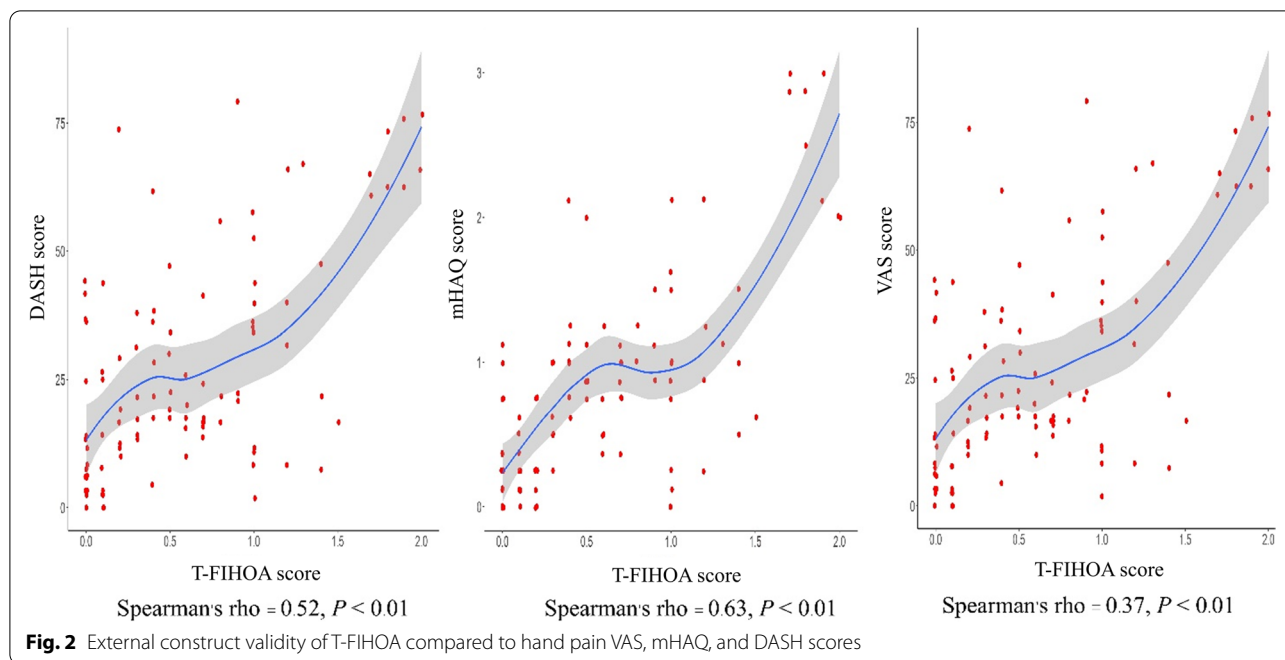 DASH score
75
50
25
0
0.0 0.5 1.0 1.5 2.0
T-FIHOA score
Spearman's rho = 0.52, P < 0.01
mHAQ score
3
2
1
0
0.0 0.5 1.0 1.5 2.0
T-FIHOA score
Spearman's rho = 0.63, P < 0.01
VAS score
75
50
25
0
0.0 0.5 1.0 1.5 2.0
T-FIHOA score
Spearman's rho = 0.37, P < 0.01
Fig. 2 External construct validity of T-FIHOA compared to hand pain VAS, mHAQ, and DASH scores